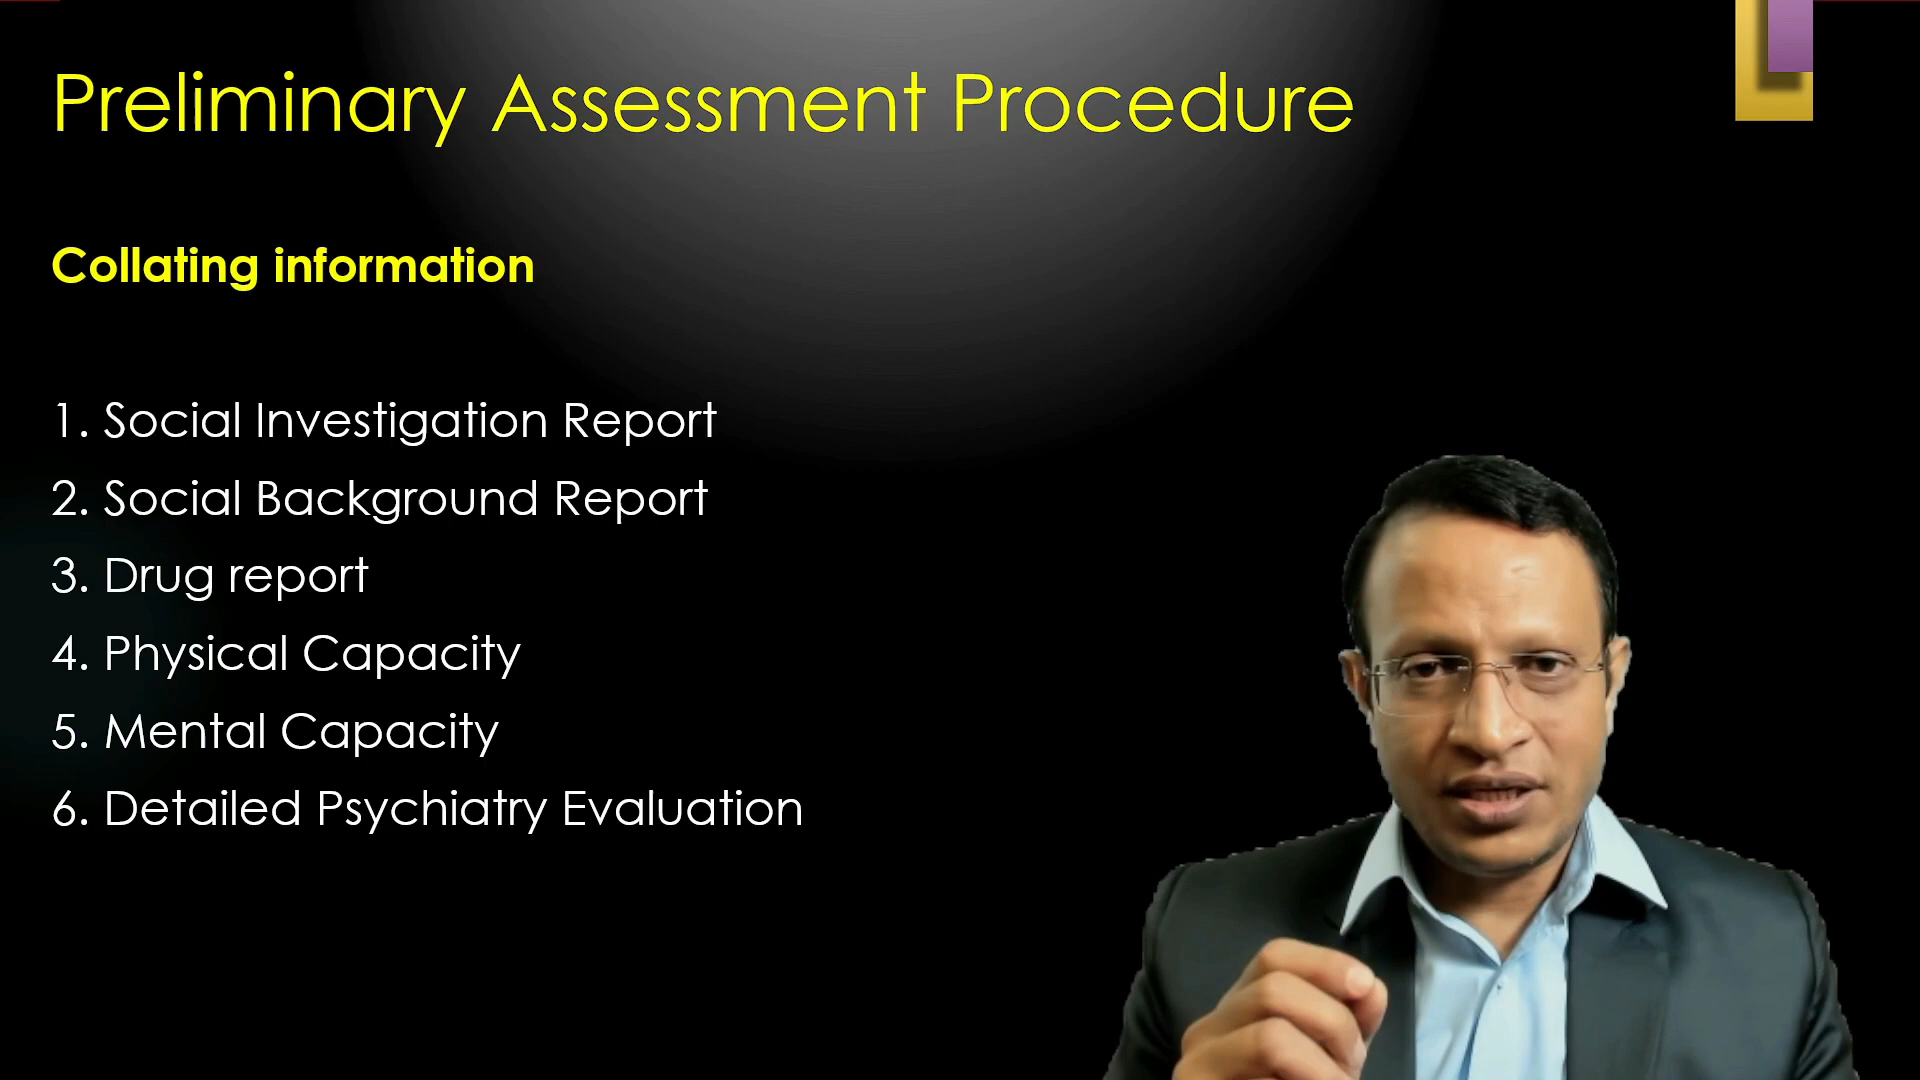 Preliminary Assessment Procedure
Collating information
1. Social Investigation Report
2. Social Background Report
3. Drug report
4. Physical Capacity
5. Mental Capacity
6. Detailed Psychiatry Evaluation